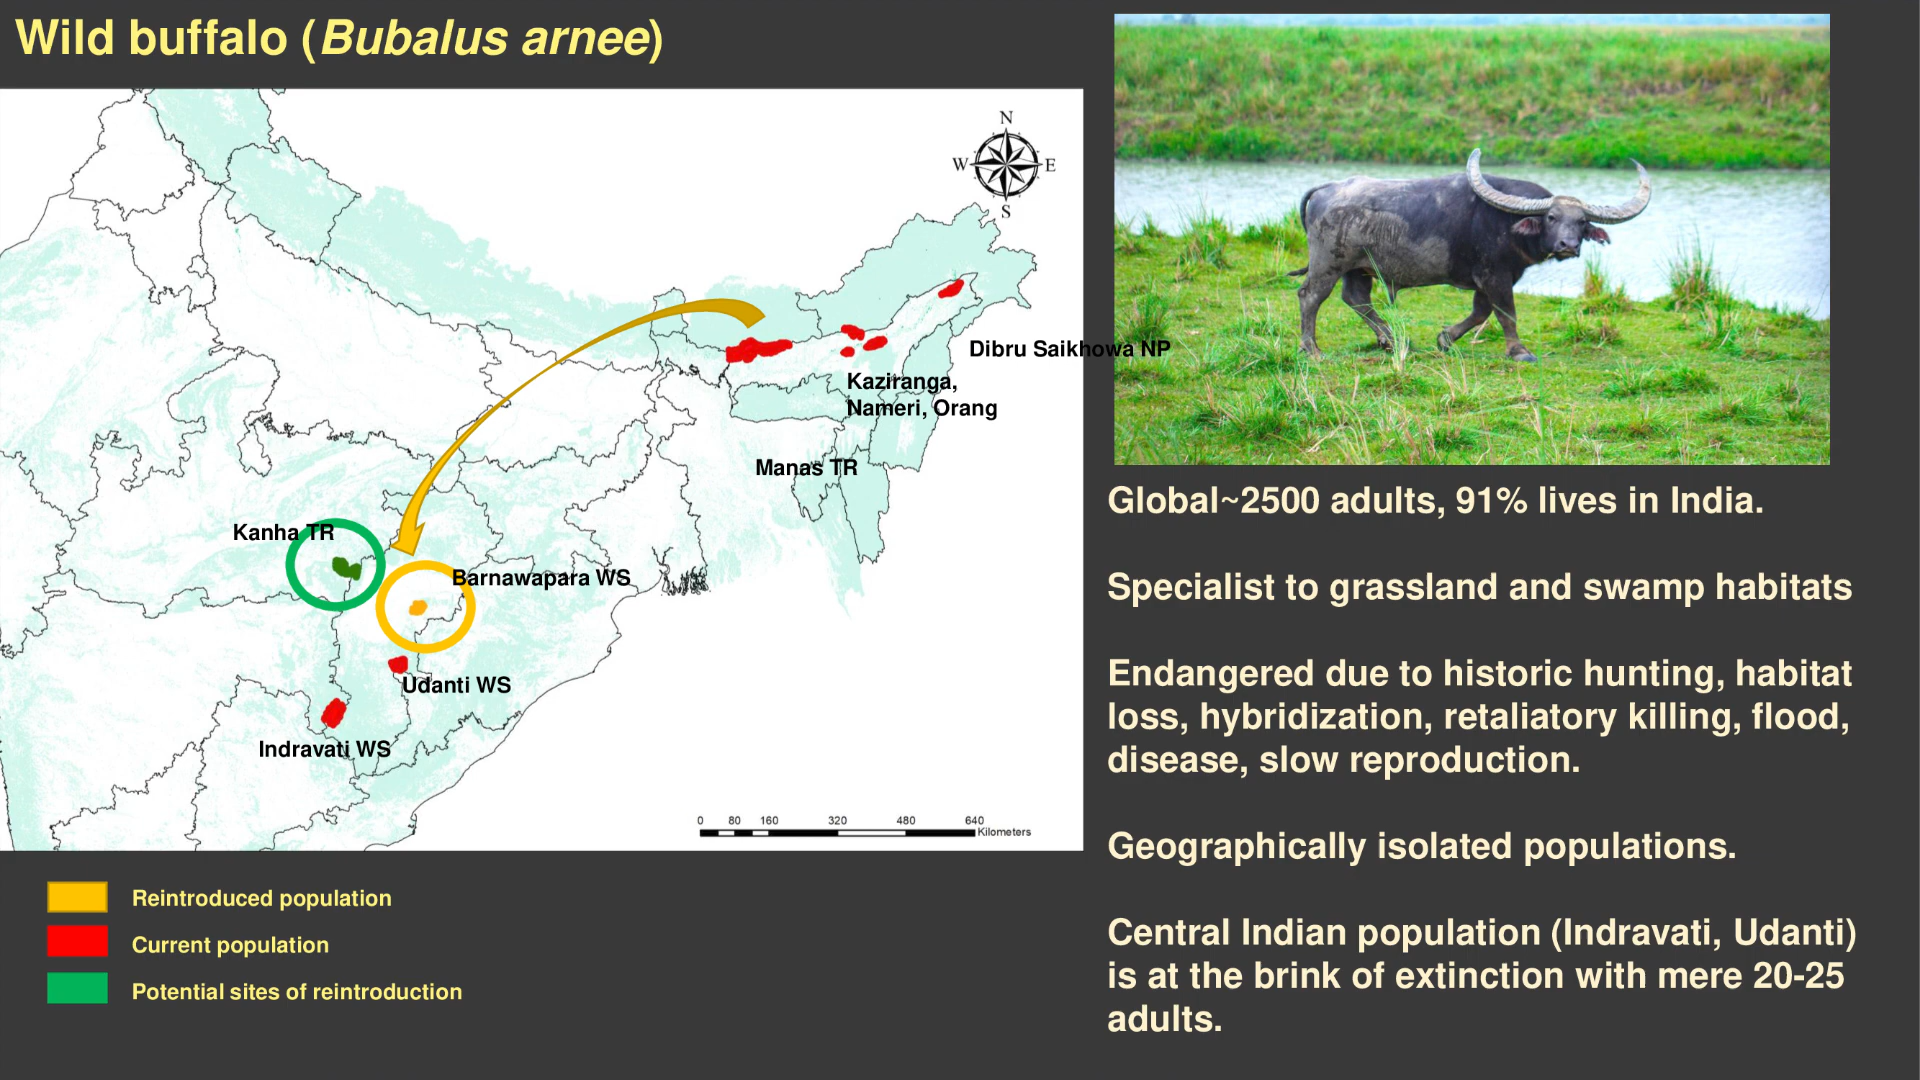 Wild buffalo (Bubalus arnee)
N
W
E
S
Dibru Saikhowa NP
Kaziranga,
Nameri, Orang
Manas TR
Kanha TR
Barnawapara WS
Udanti WS
Indravati WS
0 80 160 320 480 640
Kilometers
Reintroduced population
Current population
Potential sites of reintroduction
Global~2500 adults, 91% lives in India.
Specialist to grassland and swamp habitats
Endangered due to historic hunting, habitat
loss, hybridization, retaliatory killing, flood,
disease, slow reproduction.
Geographically isolated populations.
Central Indian population (Indravati, Udanti)
is at the brink of extinction with mere 20-25
adults.